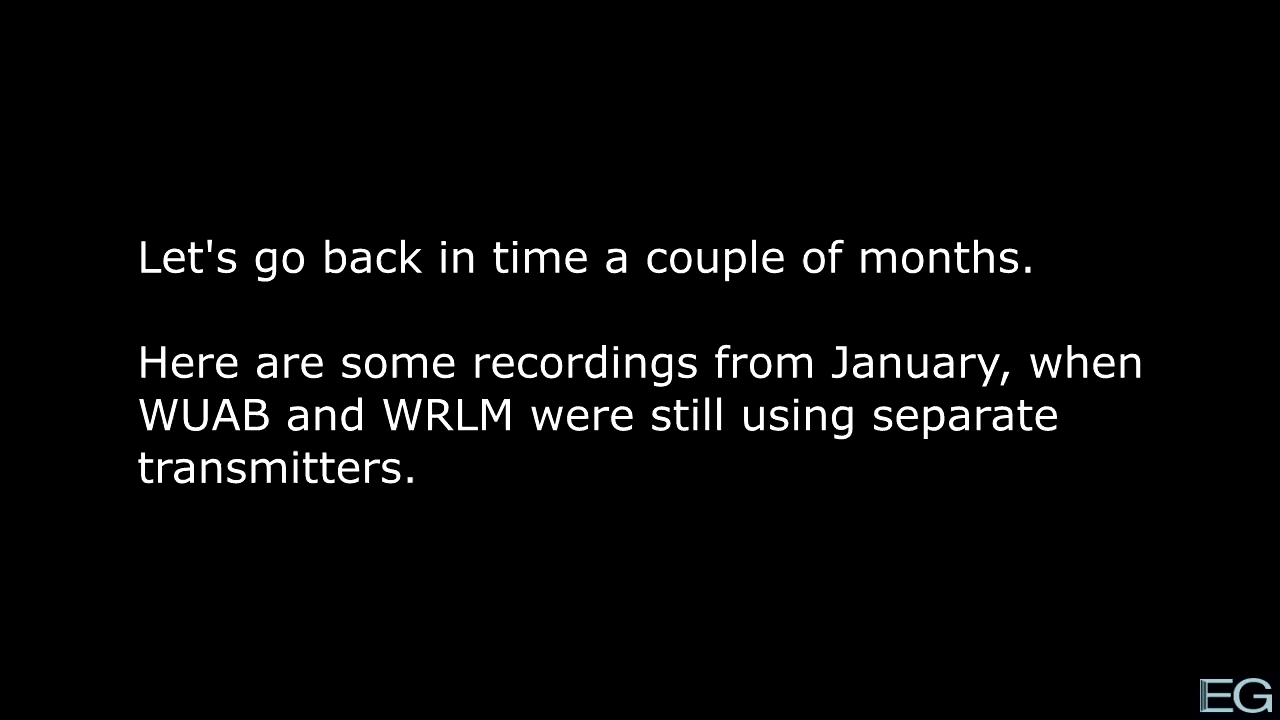 Let's go back in time a couple of months.
Here are some recordings from January, when
WUAB and WRLM were still using separate
transmitters.
EG